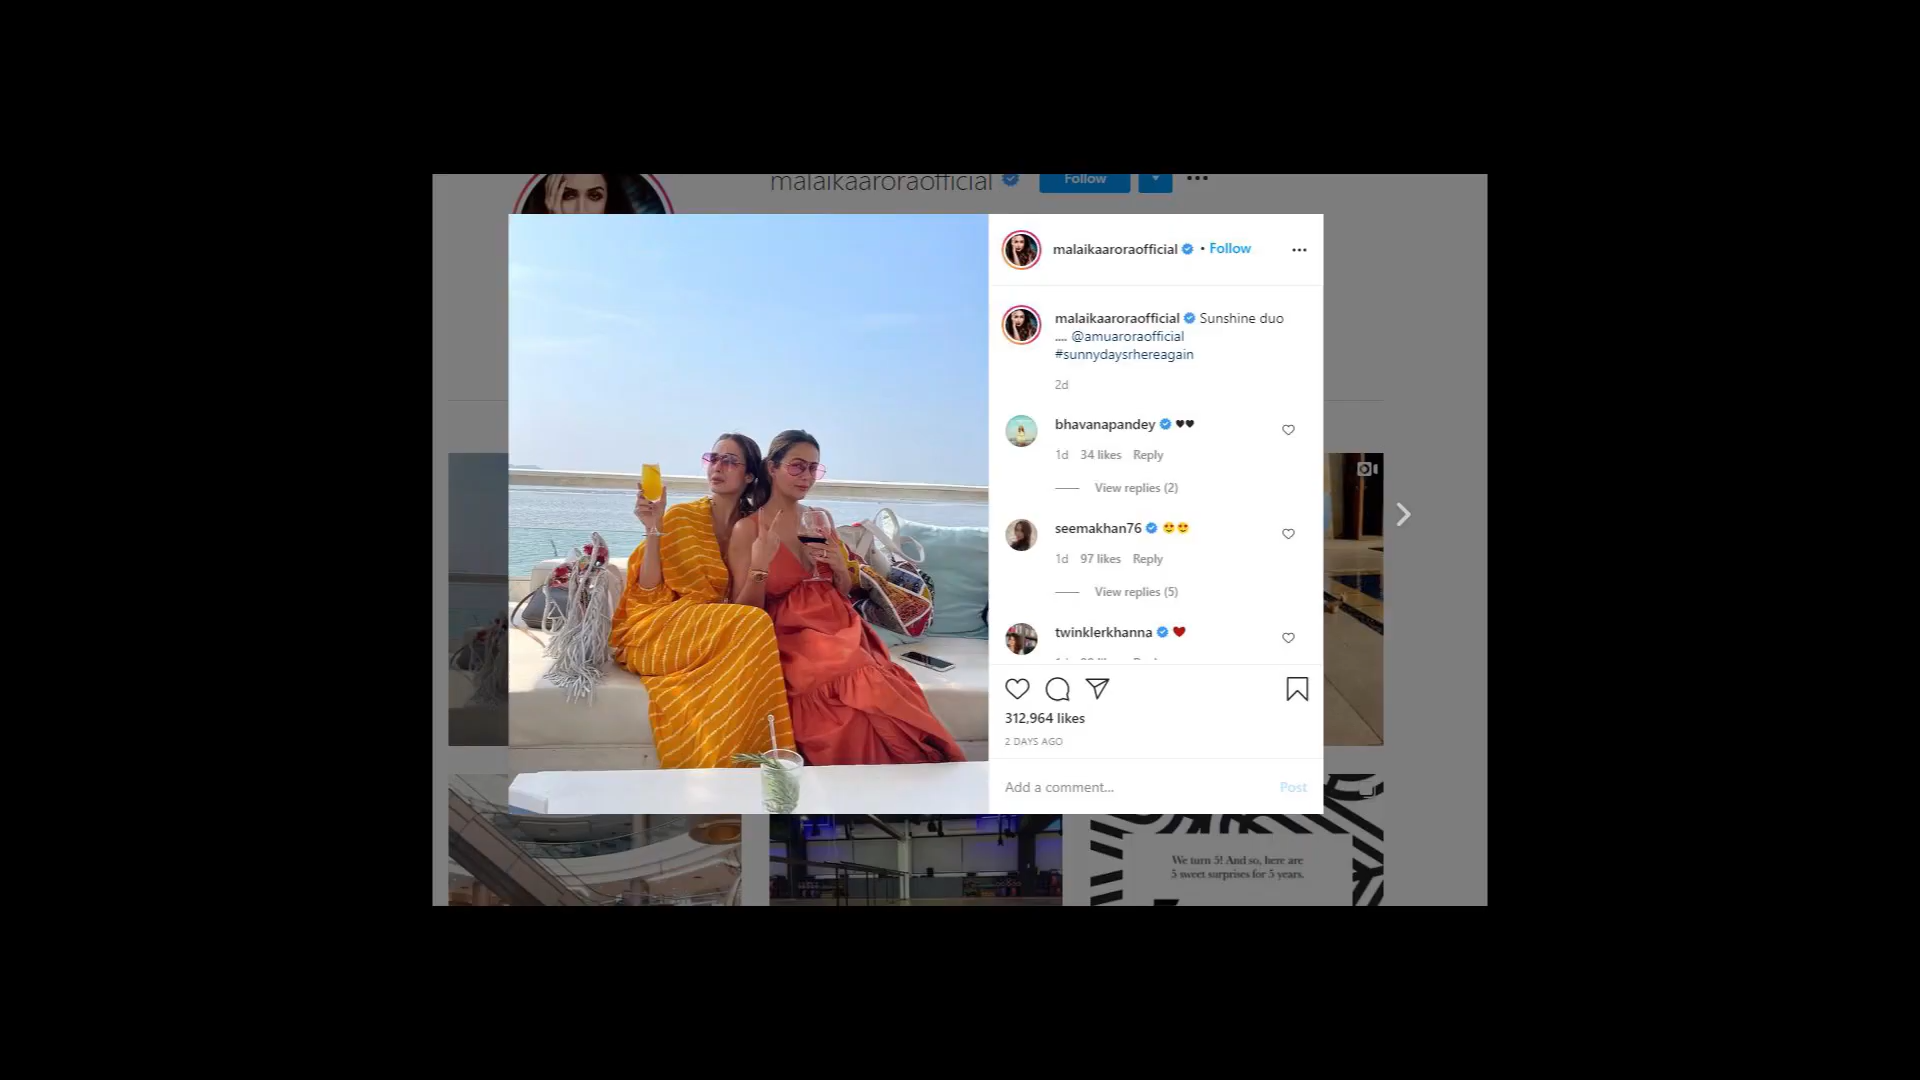 malaikaaroraofficial
Follow
malaikaaroraofficial • Follow
malaikaaroraofficial Sunshine duo
.... @amuaroraofficial
#sunnydaysrhereagain
2d
bhavanapandey 🖤🖤
1d 34 likes Reply
View replies (2)
seemakhan76 😍😍
1d 97 likes Reply
View replies (5)
twinklerkhanna ❤️
312,964 likes
2 DAYS AGO
Add a comment... Post
We turn 5! And so, here are
5 sweet surprises for 5 years.